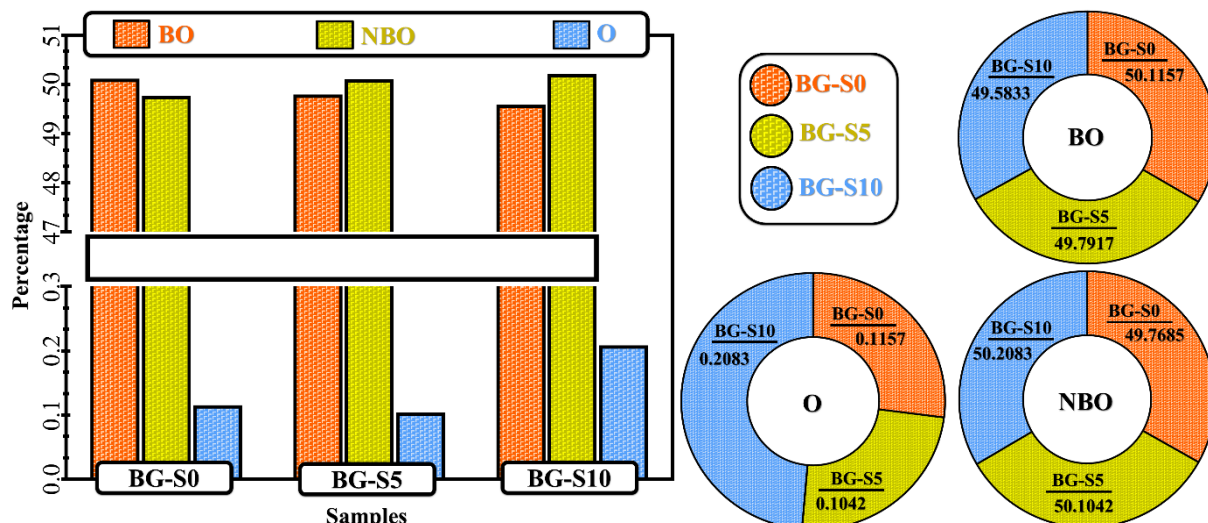 BO NBO O
Percentage
51
50
49
48
47
0.3
0.2
0.1
0.0
BG-S0 BG-S5 BG-S10
Samples
BG-S0
BG-S5
BG-S10
BG-S10
49.5833
BG-S0
50.1157
BO
BG-S5
49.7917
BG-S10
0.2083
BG-S0
0.1157
O
BG-S5
0.1042
BG-S10
50.2083
BG-S0
49.7685
NBO
BG-S5
50.1042